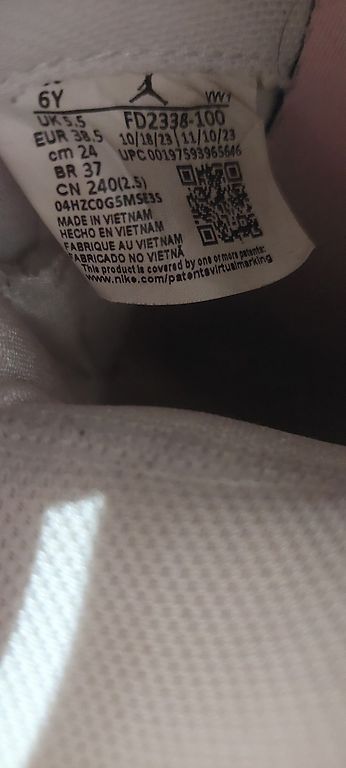 6Y
VVV1
UK 5.5
EUR 38.5
cm 24
BR 37
CN 240(2.5)
FD2338-100
10/18/23 | 11/10/23
UPC 00197593965646
04HZC0G5MSE3S
MADE IN VIETNAM
HECHO EN VIETNAM
FABRIQUE AU VIETNAM
FABRICADO NO VIETNÃ
This product is covered by one or more patents:
www.nike.com/patentsvirtualmarking